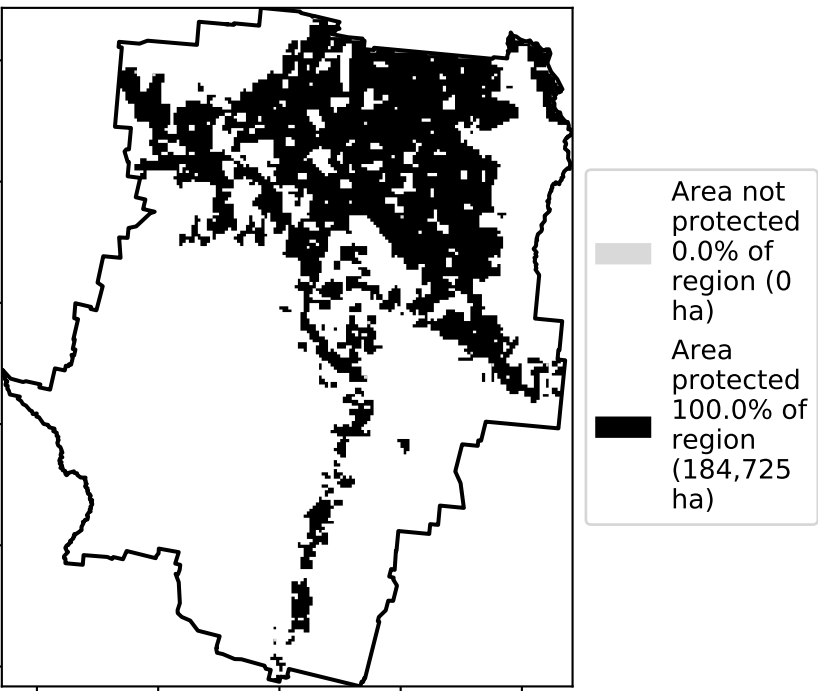 Area not
protected
0.0% of
region (0
ha)
Area
protected
100.0% of
region
(184,725
ha)